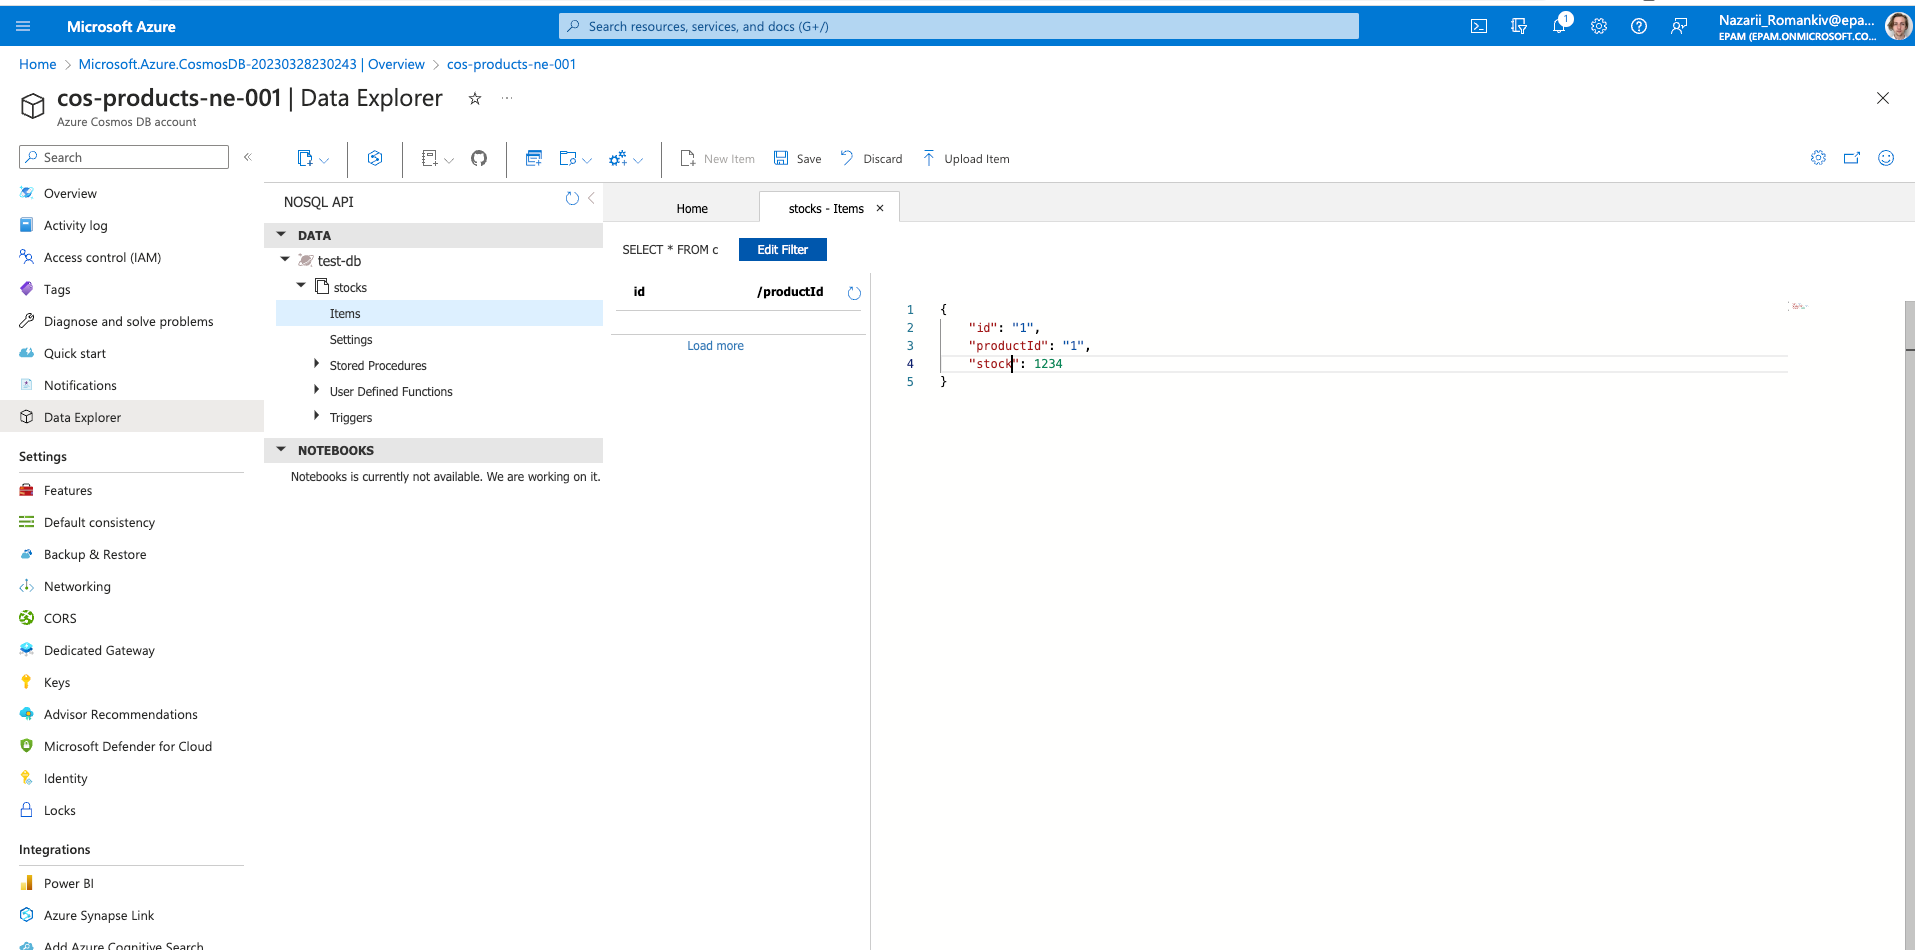 Microsoft Azure
Search resources, services, and docs (G+/)
1
Nazarii_Romankiv@epa...
EPAM (EPAM.ONMICROSOFT.CO...
Home > Microsoft.Azure.CosmosDB-20230328230243 | Overview > cos-products-ne-001
cos-products-ne-001 | Data Explorer
Azure Cosmos DB account
Search
New Item
Save
Discard
Upload Item
Overview
Activity log
Access control (IAM)
Tags
Diagnose and solve problems
Quick start
Notifications
Data Explorer
Settings
Features
Default consistency
Backup & Restore
Networking
CORS
Dedicated Gateway
Keys
Advisor Recommendations
Microsoft Defender for Cloud
Identity
Locks
Integrations
Power BI
Azure Synapse Link
Add Azure Cognitive Search
NOSQL API
DATA
test-db
stocks
Items
Settings
Stored Procedures
User Defined Functions
Triggers
NOTEBOOKS
Notebooks is currently not available. We are working on it.
Home
stocks - Items
SELECT * FROM c
Edit Filter
id
/productId
Load more
1 {
2 "id": "1",
3 "productId": "1",
4 "stock": 1234
5 }